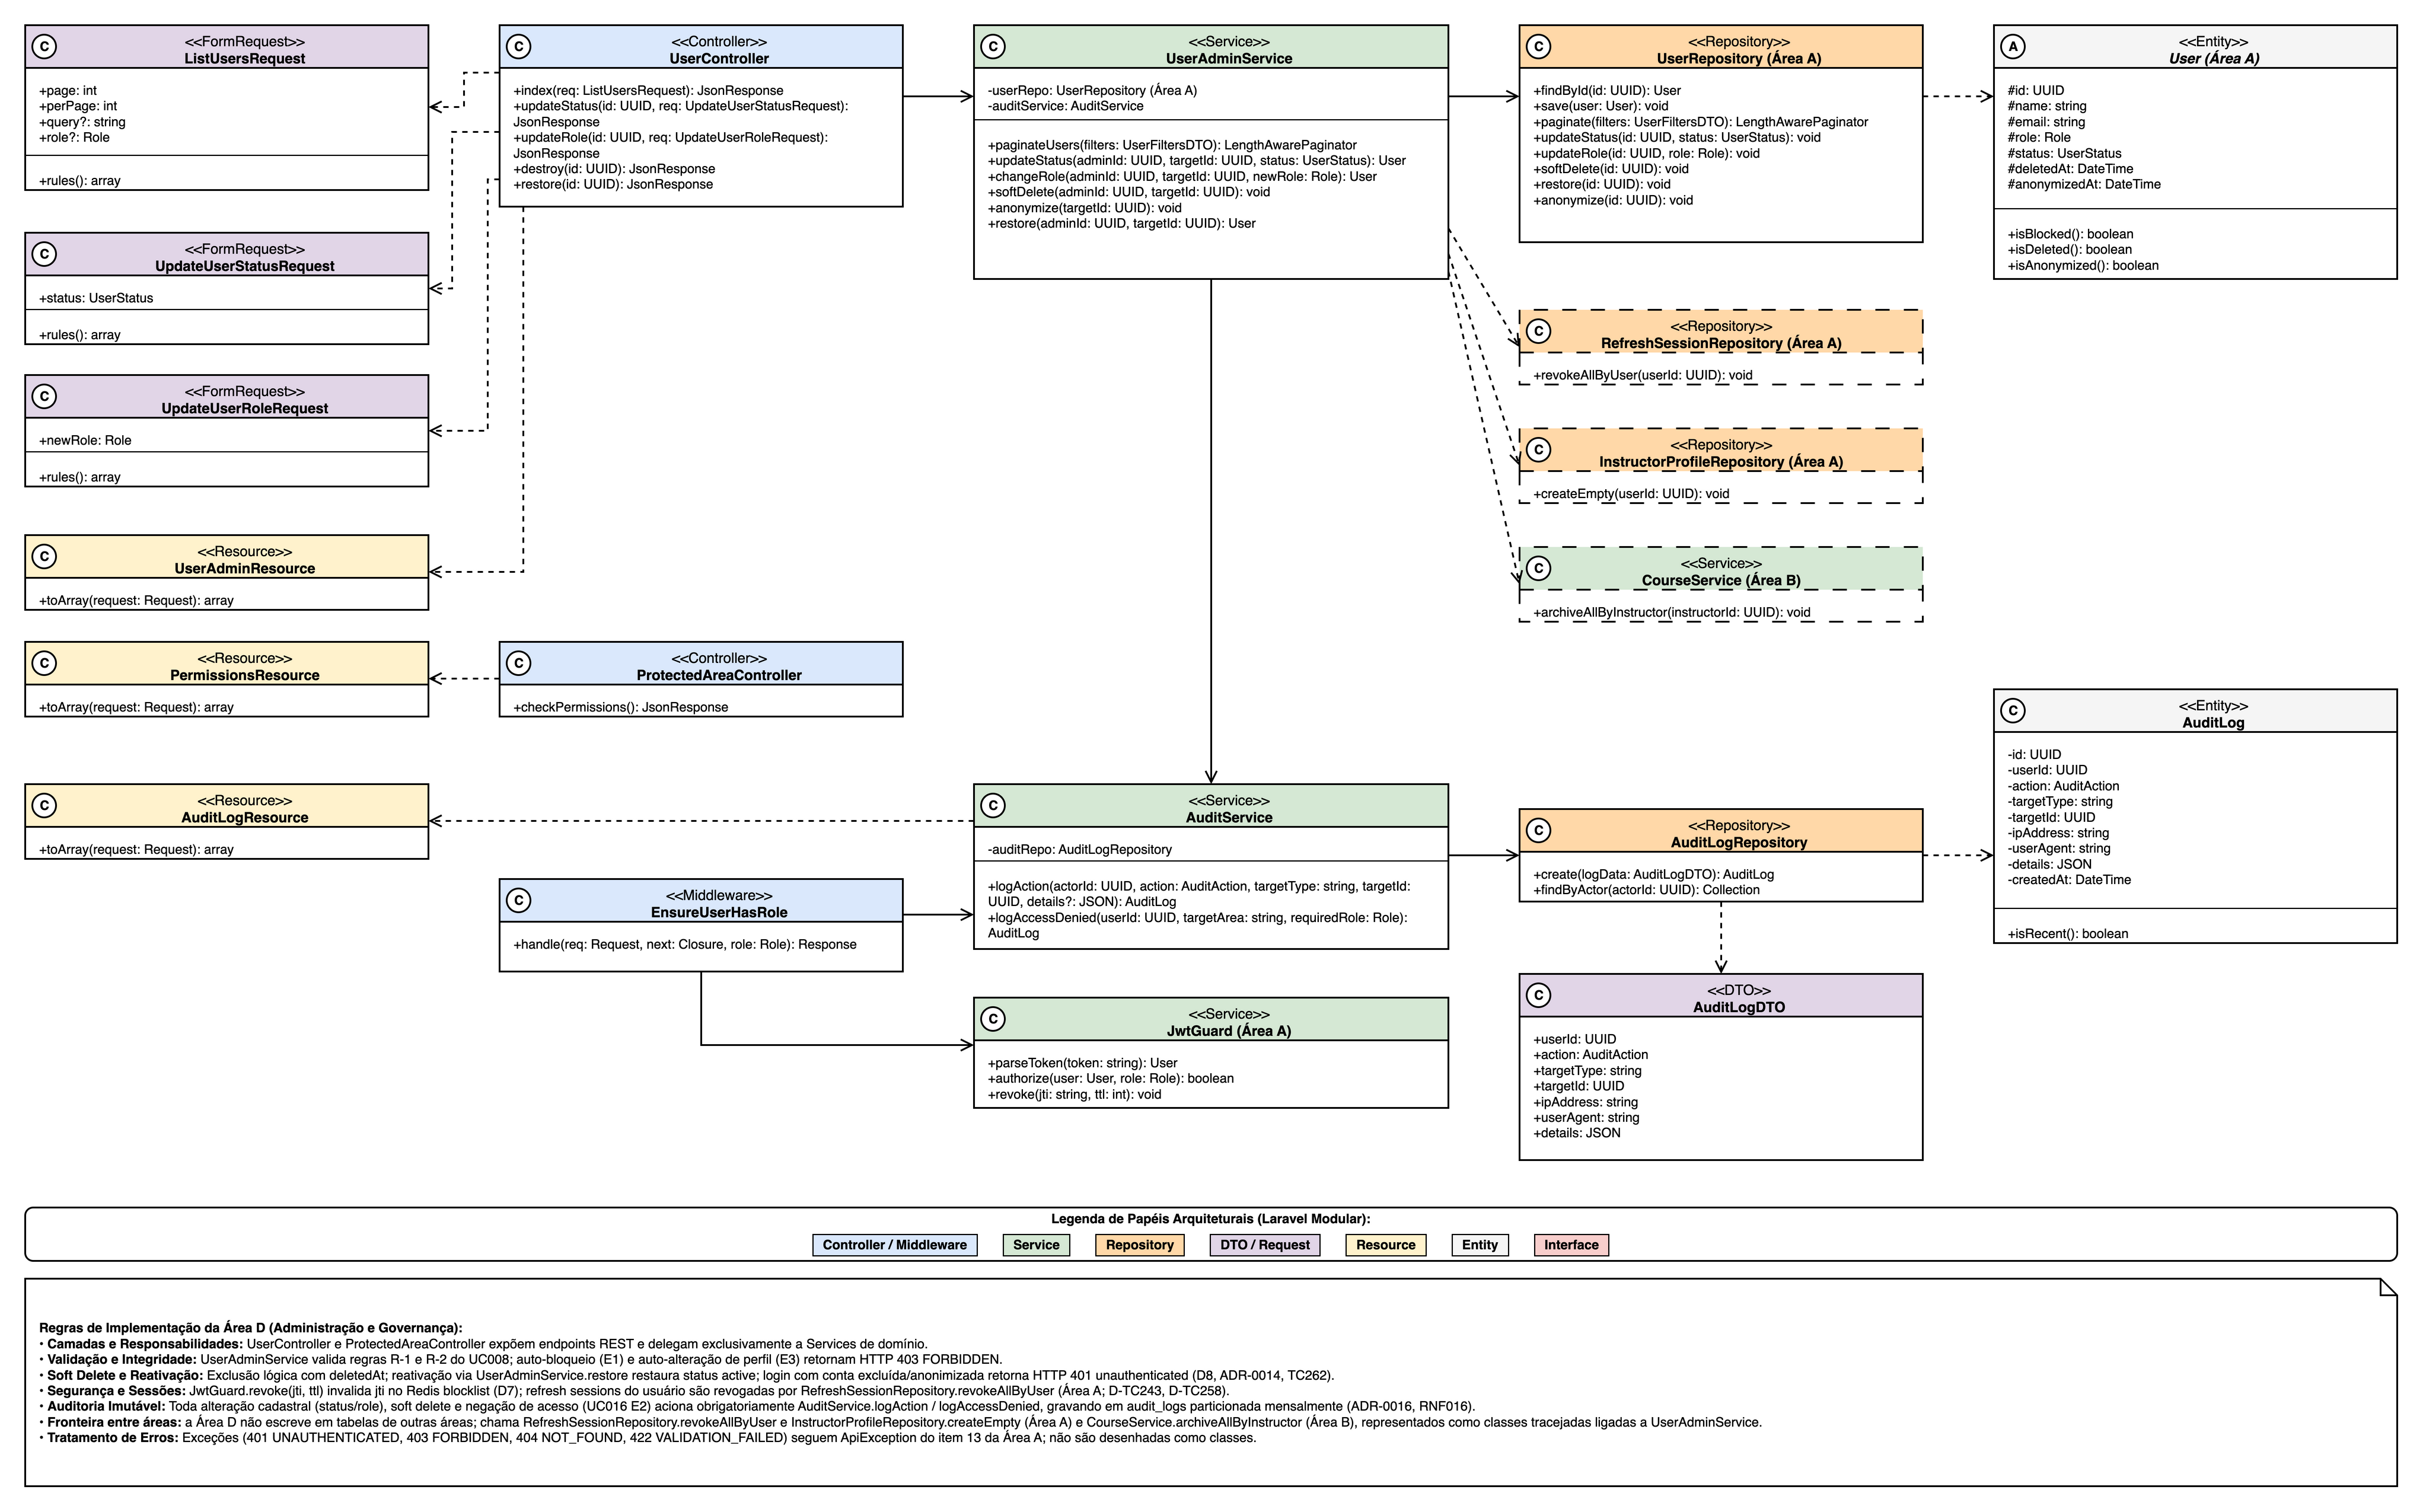 C
<<FormRequest>>
ListUsersRequest
+page: int
+perPage: int
+query?: string
+role?: Role
+rules(): array
C
<<Controller>>
UserController
+index(req: ListUsersRequest): JsonResponse
+updateStatus(id: UUID, req: UpdateUserStatusRequest):
JsonResponse
+updateRole(id: UUID, req: UpdateUserRoleRequest):
JsonResponse
+destroy(id: UUID): JsonResponse
+restore(id: UUID): JsonResponse
C
<<Service>>
UserAdminService
-userRepo: UserRepository (Área A)
-auditService: AuditService
+paginateUsers(filters: UserFiltersDTO): LengthAwarePaginator
+updateStatus(adminId: UUID, targetId: UUID, status: UserStatus): User
+changeRole(adminId: UUID, targetId: UUID, newRole: Role): User
+softDelete(adminId: UUID, targetId: UUID): void
+anonymize(targetId: UUID): void
+restore(adminId: UUID, targetId: UUID): User
C
<<Repository>>
UserRepository (Área A)
+findById(id: UUID): User
+save(user: User): void
+paginate(filters: UserFiltersDTO): LengthAwarePaginator
+updateStatus(id: UUID, status: UserStatus): void
+updateRole(id: UUID, role: Role): void
+softDelete(id: UUID): void
+restore(id: UUID): void
+anonymize(id: UUID): void
A
<<Entity>>
User (Área A)
#id: UUID
#name: string
#email: string
#role: Role
#status: UserStatus
#deletedAt: DateTime
#anonymizedAt: DateTime
+isBlocked(): boolean
+isDeleted(): boolean
+isAnonymized(): boolean
C
<<FormRequest>>
UpdateUserStatusRequest
+status: UserStatus
+rules(): array
C
<<Repository>>
RefreshSessionRepository (Área A)
+revokeAllByUser(userId: UUID): void
C
<<FormRequest>>
UpdateUserRoleRequest
+newRole: Role
+rules(): array
C
<<Repository>>
InstructorProfileRepository (Área A)
+createEmpty(userId: UUID): void
C
<<Resource>>
UserAdminResource
+toArray(request: Request): array
C
<<Service>>
CourseService (Área B)
+archiveAllByInstructor(instructorId: UUID): void
C
<<Resource>>
PermissionsResource
+toArray(request: Request): array
C
<<Controller>>
ProtectedAreaController
+checkPermissions(): JsonResponse
C
<<Entity>>
AuditLog
-id: UUID
-userId: UUID
-action: AuditAction
-targetType: string
-targetId: UUID
-ipAddress: string
-userAgent: string
-details: JSON
-createdAt: DateTime
+isRecent(): boolean
C
<<Resource>>
AuditLogResource
+toArray(request: Request): array
C
<<Service>>
AuditService
-auditRepo: AuditLogRepository
+logAction(actorId: UUID, action: AuditAction, targetType: string, targetId:
UUID, details?: JSON): AuditLog
+logAccessDenied(userId: UUID, targetArea: string, requiredRole: Role):
AuditLog
C
<<Repository>>
AuditLogRepository
+create(logData: AuditLogDTO): AuditLog
+findByActor(actorId: UUID): Collection
C
<<Middleware>>
EnsureUserHasRole
+handle(req: Request, next: Closure, role: Role): Response
C
<<Service>>
JwtGuard (Área A)
+parseToken(token: string): User
+authorize(user: User, role: Role): boolean
+revoke(jti: string, ttl: int): void
C
<<DTO>>
AuditLogDTO
+userId: UUID
+action: AuditAction
+targetType: string
+targetId: UUID
+ipAddress: string
+userAgent: string
+details: JSON
Legenda de Papéis Arquiteturais (Laravel Modular):
Controller / Middleware
Service
Repository
DTO / Request
Resource
Entity
Interface
Regras de Implementação da Área D (Administração e Governança):
• Camadas e Responsabilidades: UserController e ProtectedAreaController expõem endpoints REST e delegam exclusivamente a Services de domínio.
• Validação e Integridade: UserAdminService valida regras R-1 e R-2 do UC008; auto-bloqueio (E1) e auto-alteração de perfil (E3) retornam HTTP 403 FORBIDDEN.
• Soft Delete e Reativação: Exclusão lógica com deletedAt; reativação via UserAdminService.restore restaura status active; login com conta excluída/anonimizada retorna HTTP 401 unauthenticated (D8, ADR-0014, TC262).
• Segurança e Sessões: JwtGuard.revoke(jti, ttl) invalida jti no Redis blocklist (D7); refresh sessions do usuário são revogadas por RefreshSessionRepository.revokeAllByUser (Área A; D-TC243, D-TC258).
• Auditoria Imutável: Toda alteração cadastral (status/role), soft delete e negação de acesso (UC016 E2) aciona obrigatoriamente AuditService.logAction / logAccessDenied, gravando em audit_logs particionada mensalmente (ADR-0016, RNF016).
• Fronteira entre áreas: a Área D não escreve em tabelas de outras áreas; chama RefreshSessionRepository.revokeAllByUser e InstructorProfileRepository.createEmpty (Área A) e CourseService.archiveAllByInstructor (Área B), representados como classes tracejadas ligadas a UserAdminService.
• Tratamento de Erros: Exceções (401 UNAUTHENTICATED, 403 FORBIDDEN, 404 NOT_FOUND, 422 VALIDATION_FAILED) seguem ApiException do item 13 da Área A; não são desenhadas como classes.